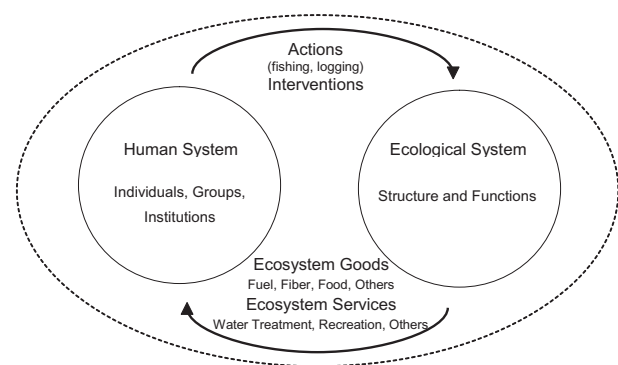 Actions
(fishing, logging)
Interventions
Human System
Individuals, Groups,
Institutions
Ecological System
Structure and Functions
Ecosystem Goods
Fuel, Fiber, Food, Others
Ecosystem Services
Water Treatment, Recreation, Others